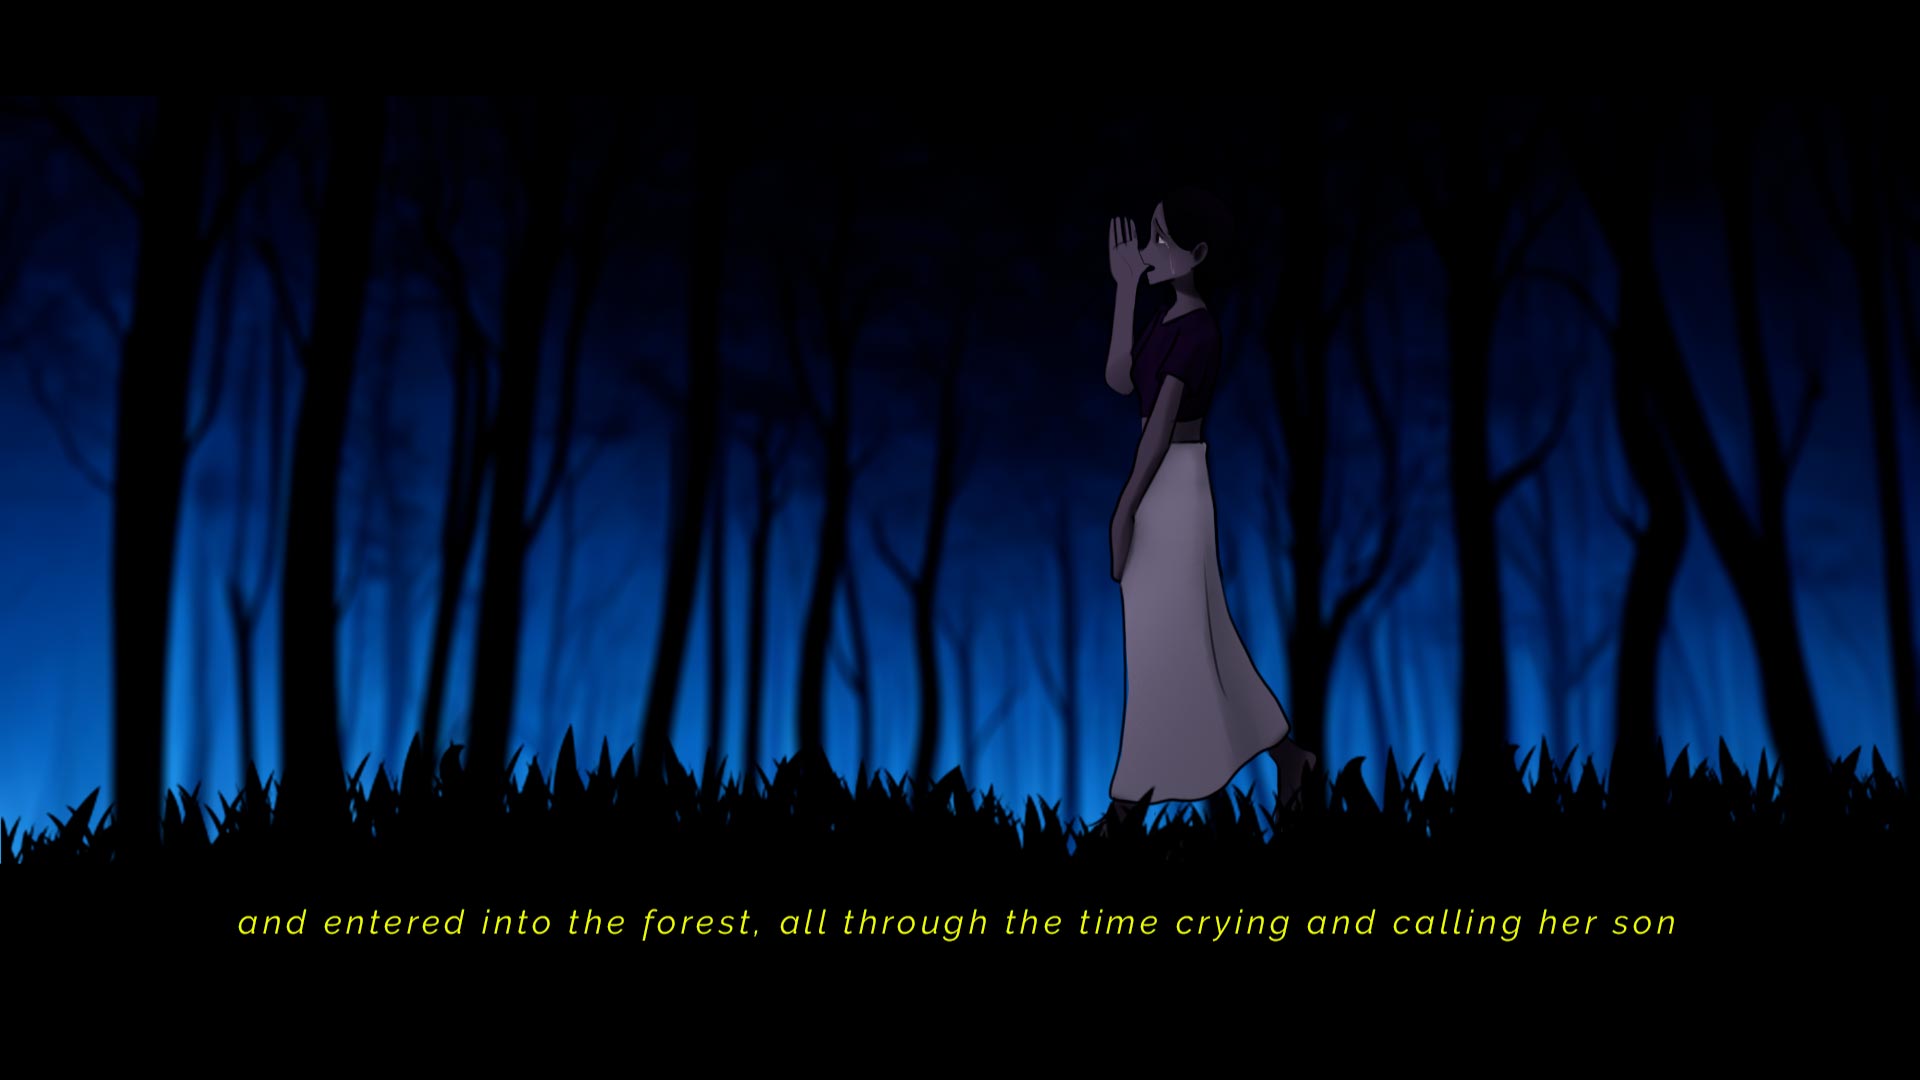 and entered into the forest, all through the time crying and calling her son